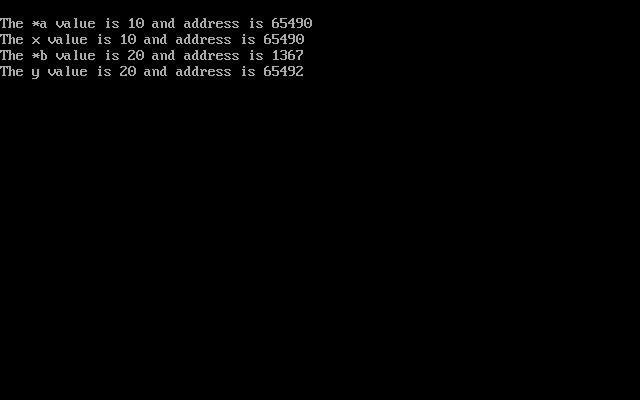 The *a value is 10 and address is 65490
The x value is 10 and address is 65490
The *b value is 20 and address is 1367
The y value is 20 and address is 65492